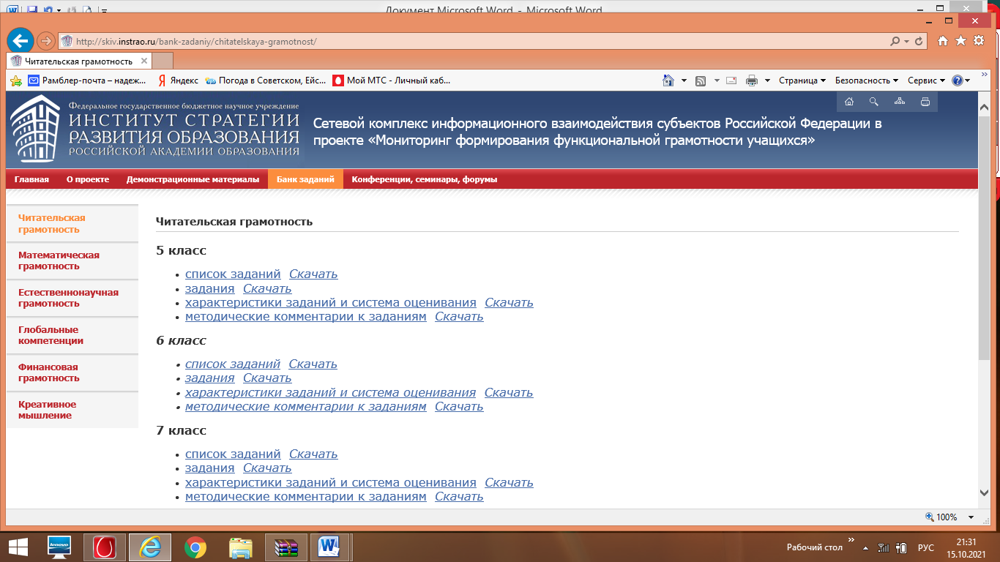 Документ Microsoft Word - Microsoft Word
http://skiv.instrao.ru/bank-zadaniy/chitatelskaya-gramotnost/
Читательская грамотность
Рамблер-почта – надеж...
Яндекс
Погода в Советском, Ейс...
Мой МТС - Личный каб...
Страница
Безопасность
Сервис
Федеральное государственное бюджетное научное учреждение
ИНСТИТУТ СТРАТЕГИИ
РАЗВИТИЯ ОБРАЗОВАНИЯ
РОССИЙСКОЙ АКАДЕМИИ ОБРАЗОВАНИЯ
Сетевой комплекс информационного взаимодействия субъектов Российской Федерации в
проекте «Мониторинг формирования функциональной грамотности учащихся»
Главная
О проекте
Демонстрационные материалы
Банк заданий
Конференции, семинары, форумы
Читательская
грамотность
Математическая
грамотность
Естественнонаучная
грамотность
Глобальные
компетенции
Финансовая
грамотность
Креативное
мышление
Читательская грамотность
5 класс
• список заданий Скачать
• задания Скачать
• характеристики заданий и система оценивания Скачать
• методические комментарии к заданиям Скачать
6 класс
• список заданий Скачать
• задания Скачать
• характеристики заданий и система оценивания Скачать
• методические комментарии к заданиям Скачать
7 класс
• список заданий Скачать
• задания Скачать
• характеристики заданий и система оценивания Скачать
• методические комментарии к заданиям Скачать
100%
lenovo
Рабочий стол
РУС
21:31
15.10.2021